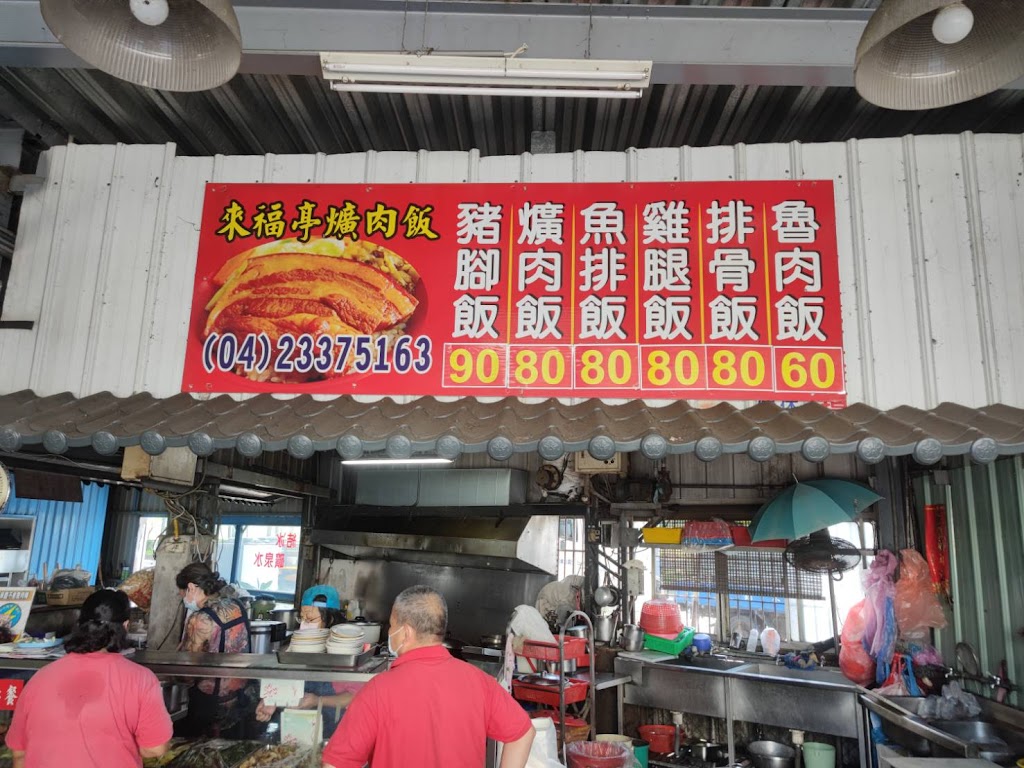 來福亭爌肉飯
(04)23375163
豬腳飯
90
爌肉飯
80
魚排飯
80
雞腿飯
80
排骨飯
80
魯肉飯
60
餐